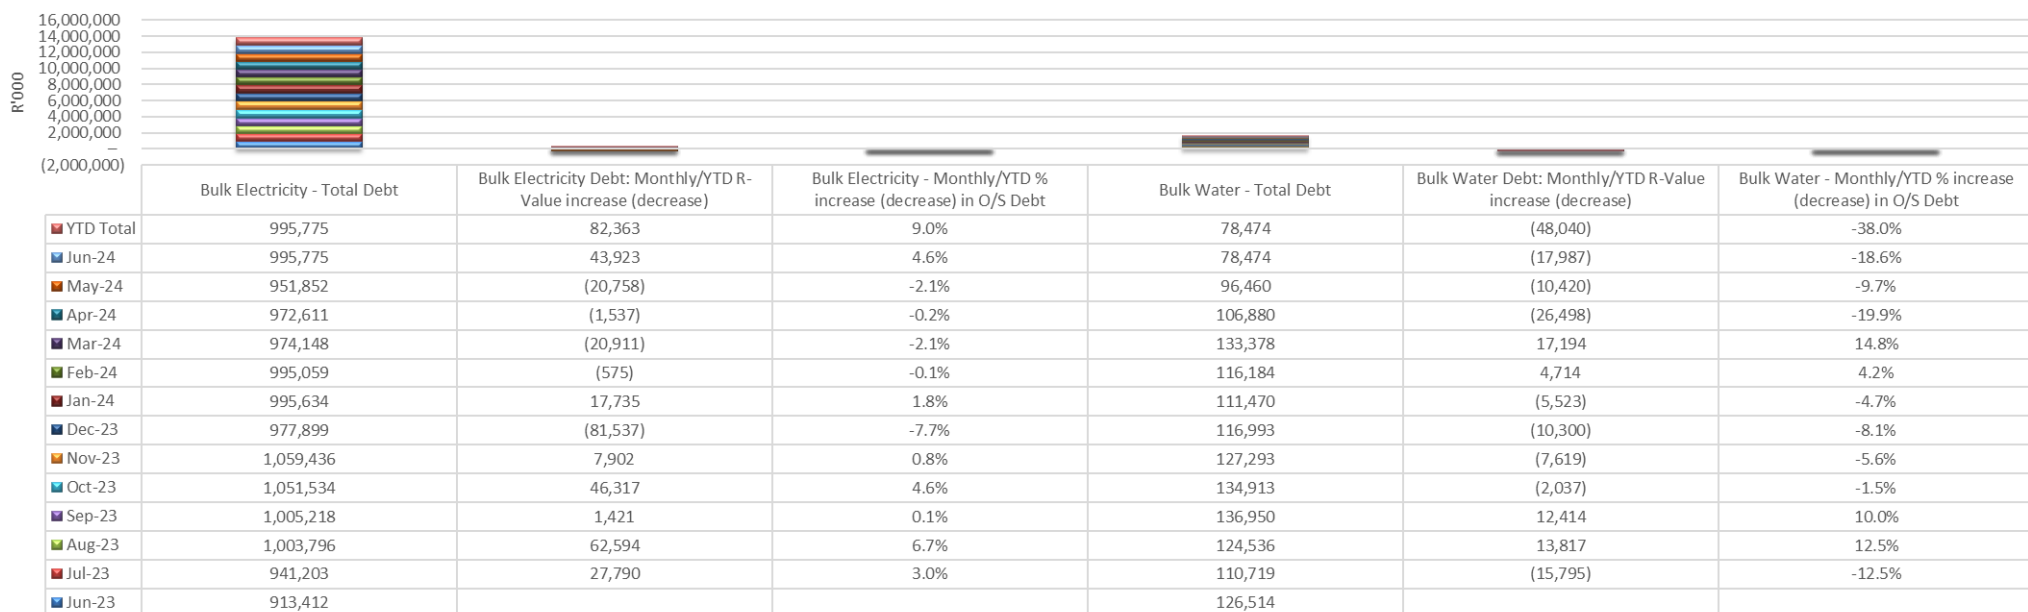 16,000,000
14,000,000
12,000,000
10,000,000
8,000,000
6,000,000
4,000,000
2,000,000
–
(2,000,000)
R'000
Bulk Electricity - Total Debt
Bulk Electricity Debt: Monthly/YTD R-
Value increase (decrease)
Bulk Electricity - Monthly/YTD %
increase (decrease) in O/S Debt
Bulk Water - Total Debt
Bulk Water Debt: Monthly/YTD R-Value
increase (decrease)
Bulk Water - Monthly/YTD % increase
(decrease) in O/S Debt
YTD Total 995,775 82,363 9.0% 78,474 (48,040) -38.0%
Jun-24 995,775 43,923 4.6% 78,474 (17,987) -18.6%
May-24 951,852 (20,758) -2.1% 96,460 (10,420) -9.7%
Apr-24 972,611 (1,537) -0.2% 106,880 (26,498) -19.9%
Mar-24 974,148 (20,911) -2.1% 133,378 17,194 14.8%
Feb-24 995,059 (575) -0.1% 116,184 4,714 4.2%
Jan-24 995,634 17,735 1.8% 111,470 (5,523) -4.7%
Dec-23 977,899 (81,537) -7.7% 116,993 (10,300) -8.1%
Nov-23 1,059,436 7,902 0.8% 127,293 (7,619) -5.6%
Oct-23 1,051,534 46,317 4.6% 134,913 (2,037) -1.5%
Sep-23 1,005,218 1,421 0.1% 136,950 12,414 10.0%
Aug-23 1,003,796 62,594 6.7% 124,536 13,817 12.5%
Jul-23 941,203 27,790 3.0% 110,719 (15,795) -12.5%
Jun-23 913,412 126,514